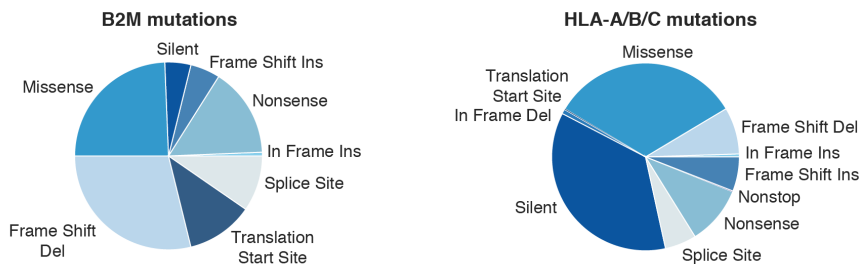 B2M mutations
Silent
Frame Shift Ins
Missense
Nonsense
In Frame Ins
Splice Site
Frame Shift
Del
Translation
Start Site
HLA-A/B/C mutations
Missense
Translation
Start Site
In Frame Del
Frame Shift Del
In Frame Ins
Frame Shift Ins
Nonstop
Silent
Nonsense
Splice Site